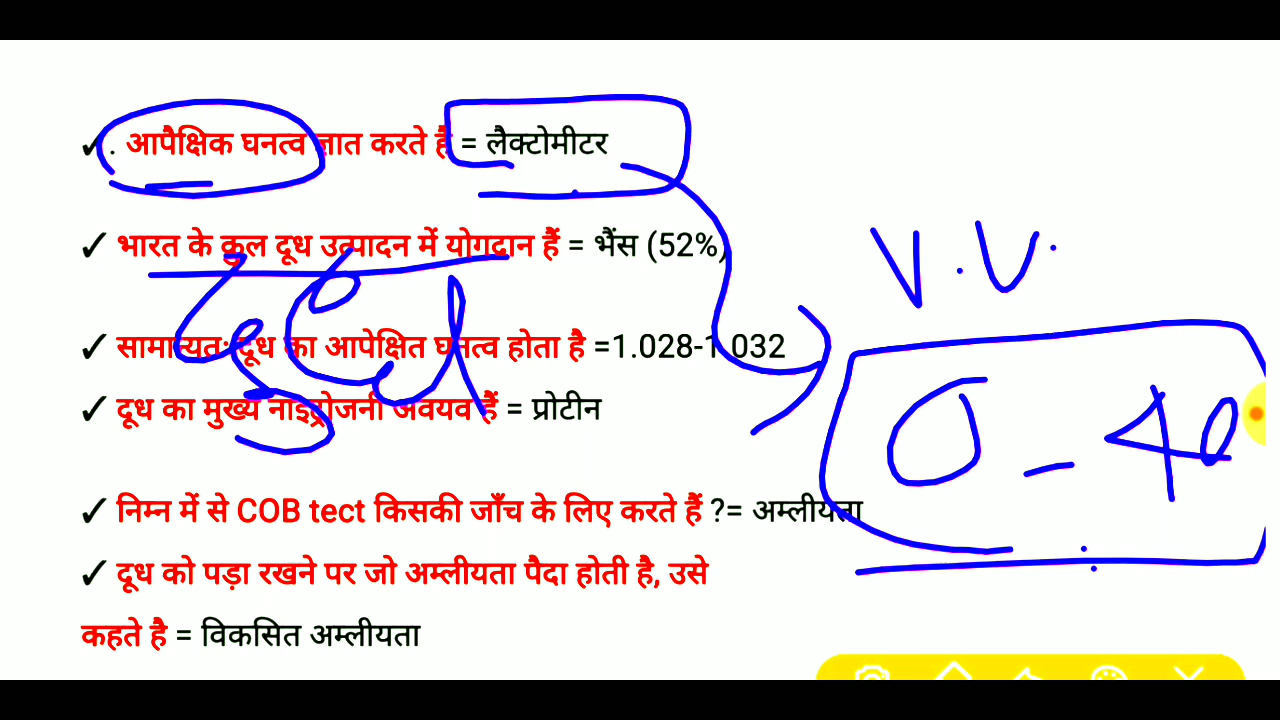 ✓. आपैक्षिक घनत्व ज्ञात करते है = लैक्टोमीटर
✓ भारत के कुल दूध उत्पादन में योगदान हैं = भैंस (52%)
V.V.
✓ सामान्यतः दूध का आपेक्षित घनत्व होता है =1.028-1.032
✓ दूध का मुख्य नाइट्रोजनी अवयव हैं = प्रोटीन
0 - 40
✓ निम्न में से COB tect किसकी जाँच के लिए करते हैं ?= अम्लीयता
✓ दूध को पड़ा रखने पर जो अम्लीयता पैदा होती है, उसे
कहते है = विकसित अम्लीयता